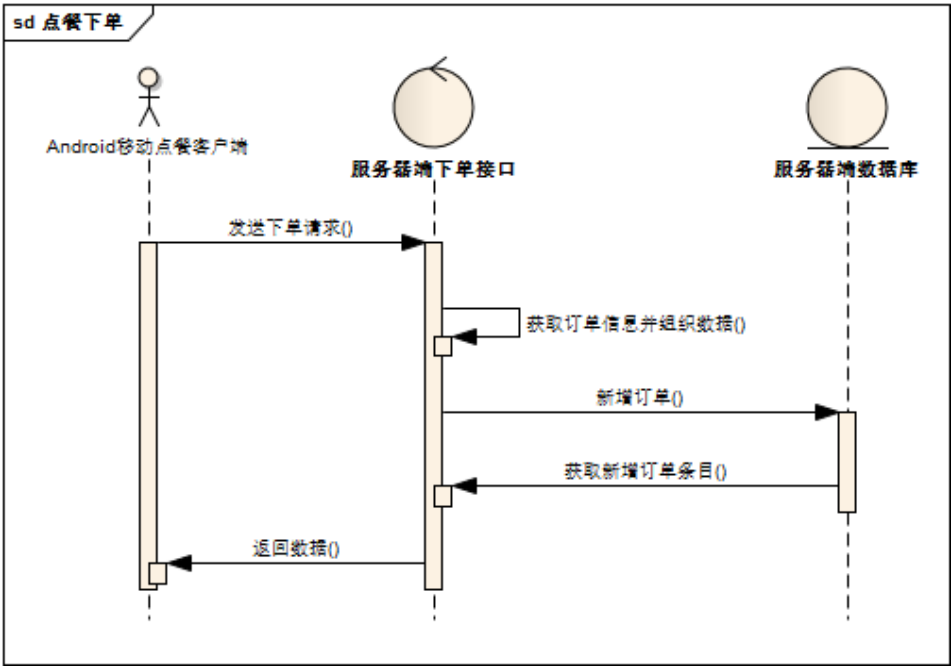 sd 点餐下单
Android移动点餐客户端
服务器端下单接口
服务器端数据库
发送下单请求()
获取订单信息并组织数据()
新增订单()
获取新增订单条目()
返回数据()